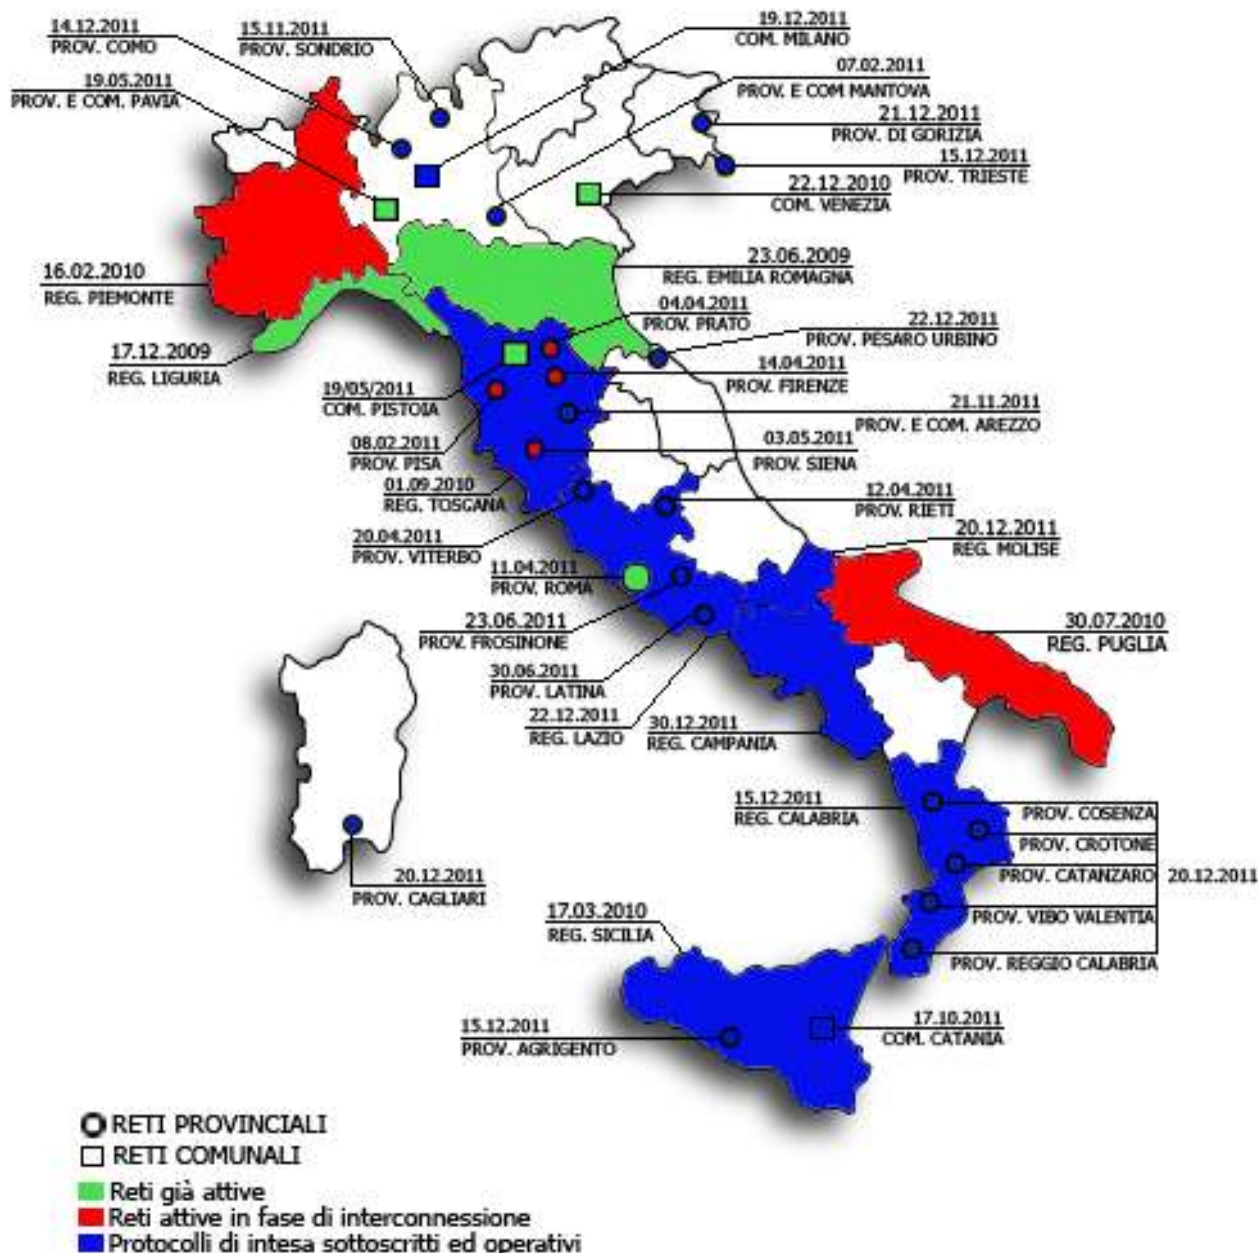 14.12.2011
PROV. COMO
15.11.2011
PROV. SONDRIO
19.12.2011
COM. MILANO
19.05.2011
PROV. E COM. PAVIA
07.02.2011
PROV. E COM MANTOVA
21.12.2011
PROV. DI GORIZIA
15.12.2011
PROV. TRIESTE
22.12.2010
COM. VENEZIA
16.02.2010
REG. PIEMONTE
23.06.2009
REG. EMILIA ROMAGNA
04.04.2011
PROV. PRATO
22.12.2011
PROV. PESARO URBINO
17.12.2009
REG. LIGURIA
14.04.2011
PROV. FIRENZE
19/05/2011
COM. PISTOIA
21.11.2011
PROV. E COM. AREZZO
08.02.2011
PROV. PISA
03.05.2011
PROV. SIENA
01.09.2010
REG. TOSCANA
12.04.2011
PROV. RIETI
20.04.2011
PROV. VITERBO
20.12.2011
REG. MOLISE
11.04.2011
PROV. ROMA
23.06.2011
PROV. FROSINONE
30.07.2010
REG. PUGLIA
30.06.2011
PROV. LATINA
22.12.2011
REG. LAZIO
30.12.2011
REG. CAMPANIA
15.12.2011
REG. CALABRIA
PROV. COSENZA
PROV. CROTONE
PROV. CATANZARO
20.12.2011
PROV. VIBO VALENTIA
PROV. REGGIO CALABRIA
20.12.2011
PROV. CAGLIARI
17.03.2010
REG. SICILIA
15.12.2011
PROV. AGRIGENTO
17.10.2011
COM. CATANIA
RETI PROVINCIALI
RETI COMUNALI
Reti già attive
Reti attive in fase di interconnessione
Protocolli di intesa sottoscritti ed operativi